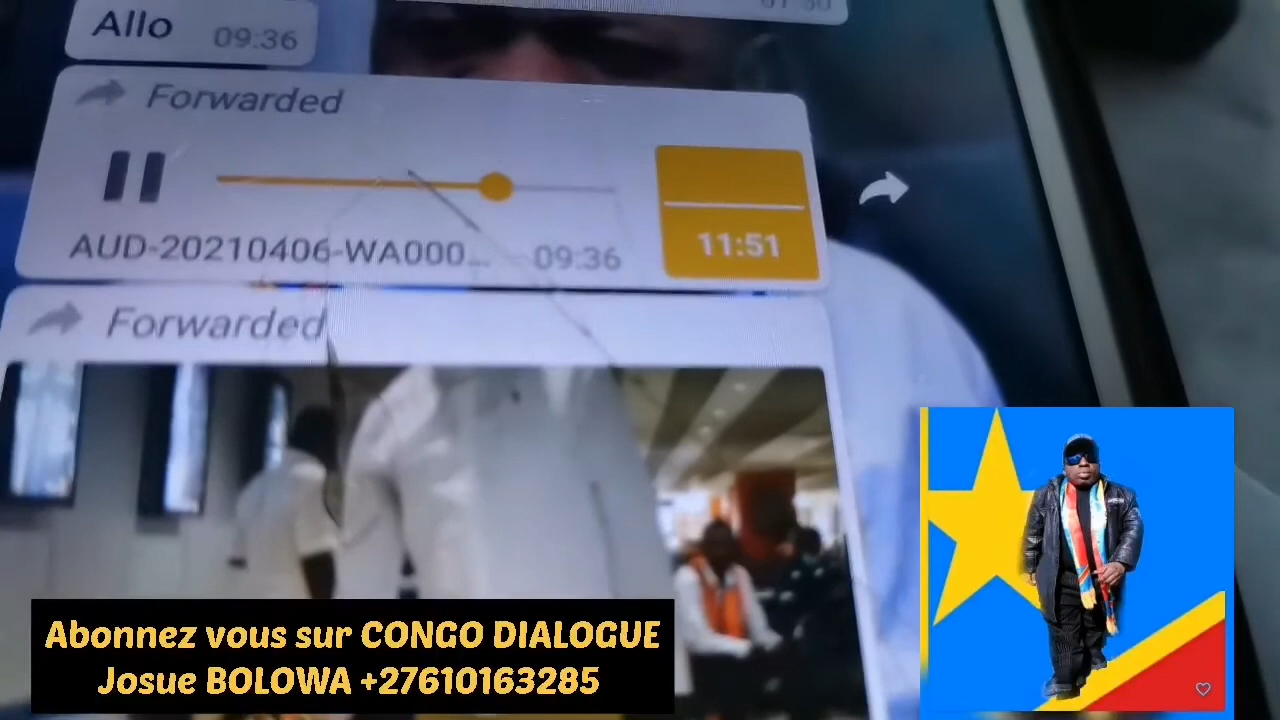 Allo 09:36
Forwarded
AUD-20210406-WA000... 09:36
11:51
Forwarded
Abonnez vous sur CONGO DIALOGUE
Josue BOLOWA +27610163285